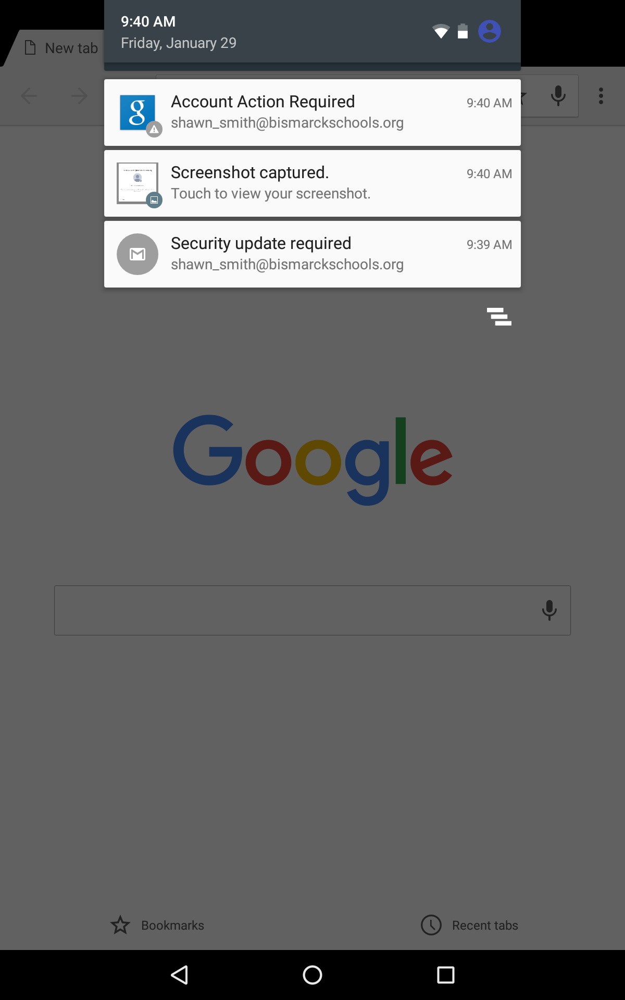 9:40 AM
Friday, January 29
New tab
Account Action Required
9:40 AM
shawn_smith@bismarckschools.org
Screenshot captured.
9:40 AM
Touch to view your screenshot.
Security update required
9:39 AM
shawn_smith@bismarckschools.org
Google
Bookmarks
Recent tabs